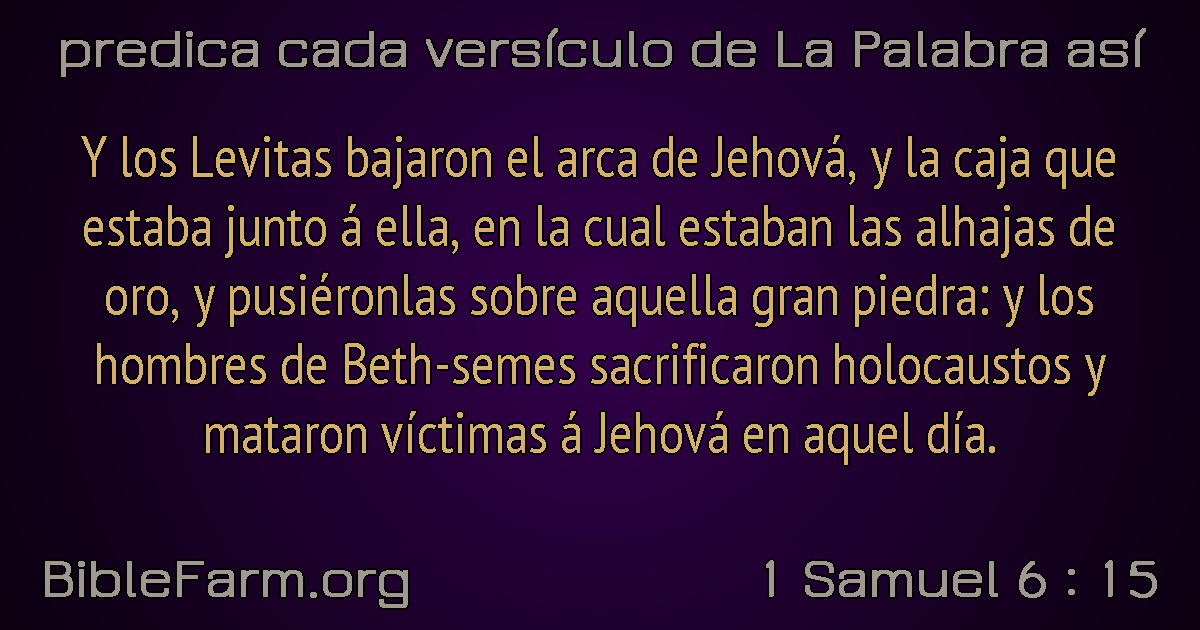 predica cada versículo de La Palabra así
Y los Levitas bajaron el arca de Jehová, y la caja que
estaba junto á ella, en la cual estaban las alhajas de
oro, y pusiéronlas sobre aquella gran piedra: y los
hombres de Beth-semes sacrificaron holocaustos y
mataron víctimas á Jehová en aquel día.
BibleFarm.org
1 Samuel 6 : 15